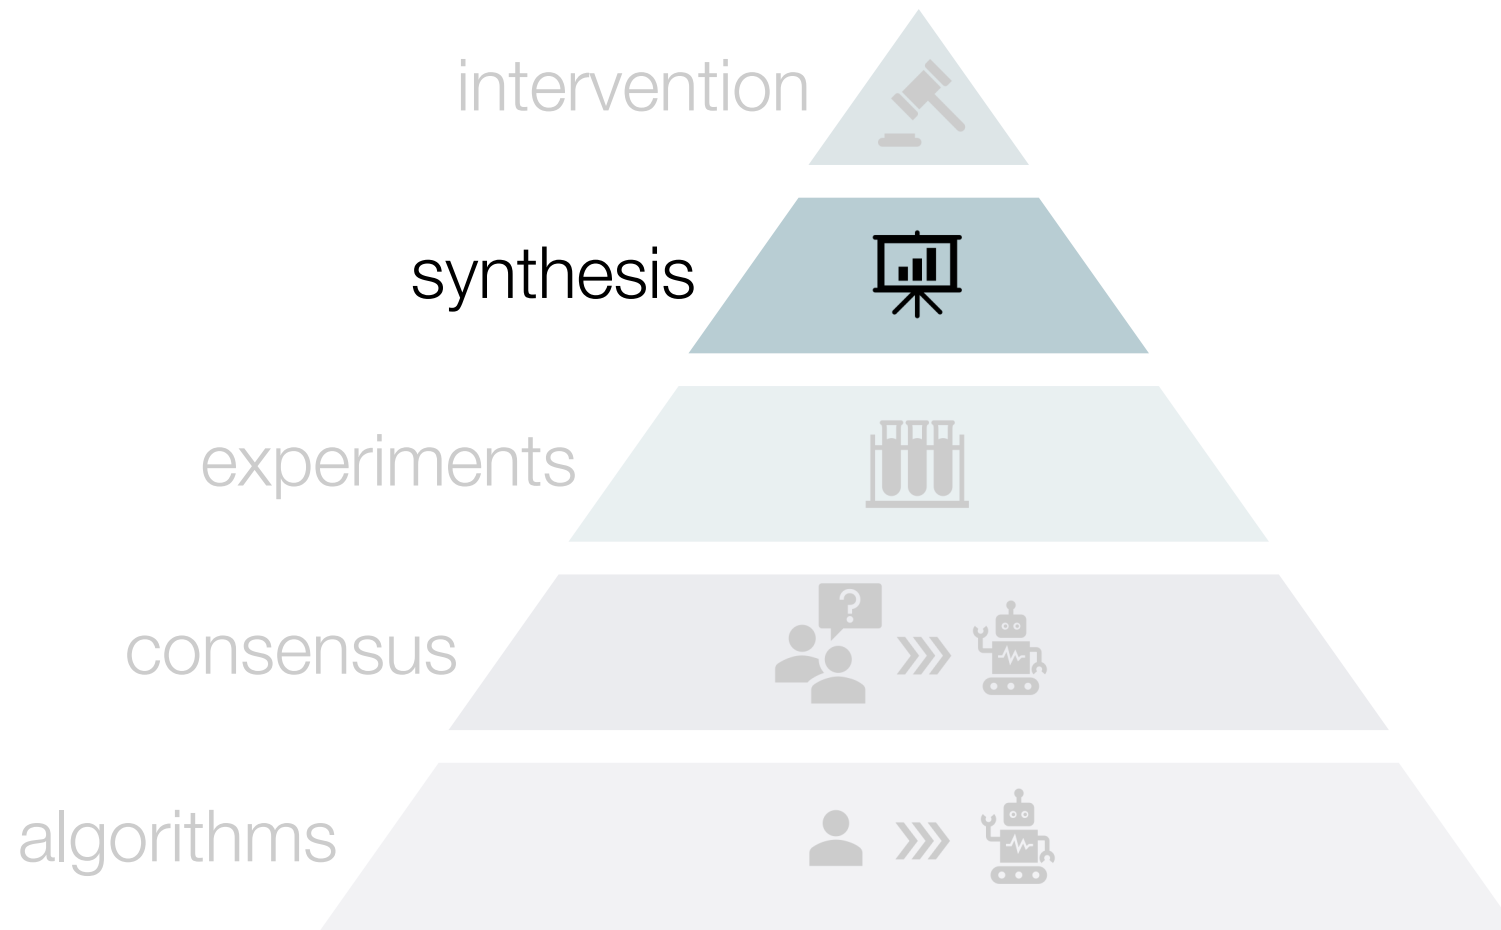 intervention
synthesis
experiments
?
consensus
algorithms